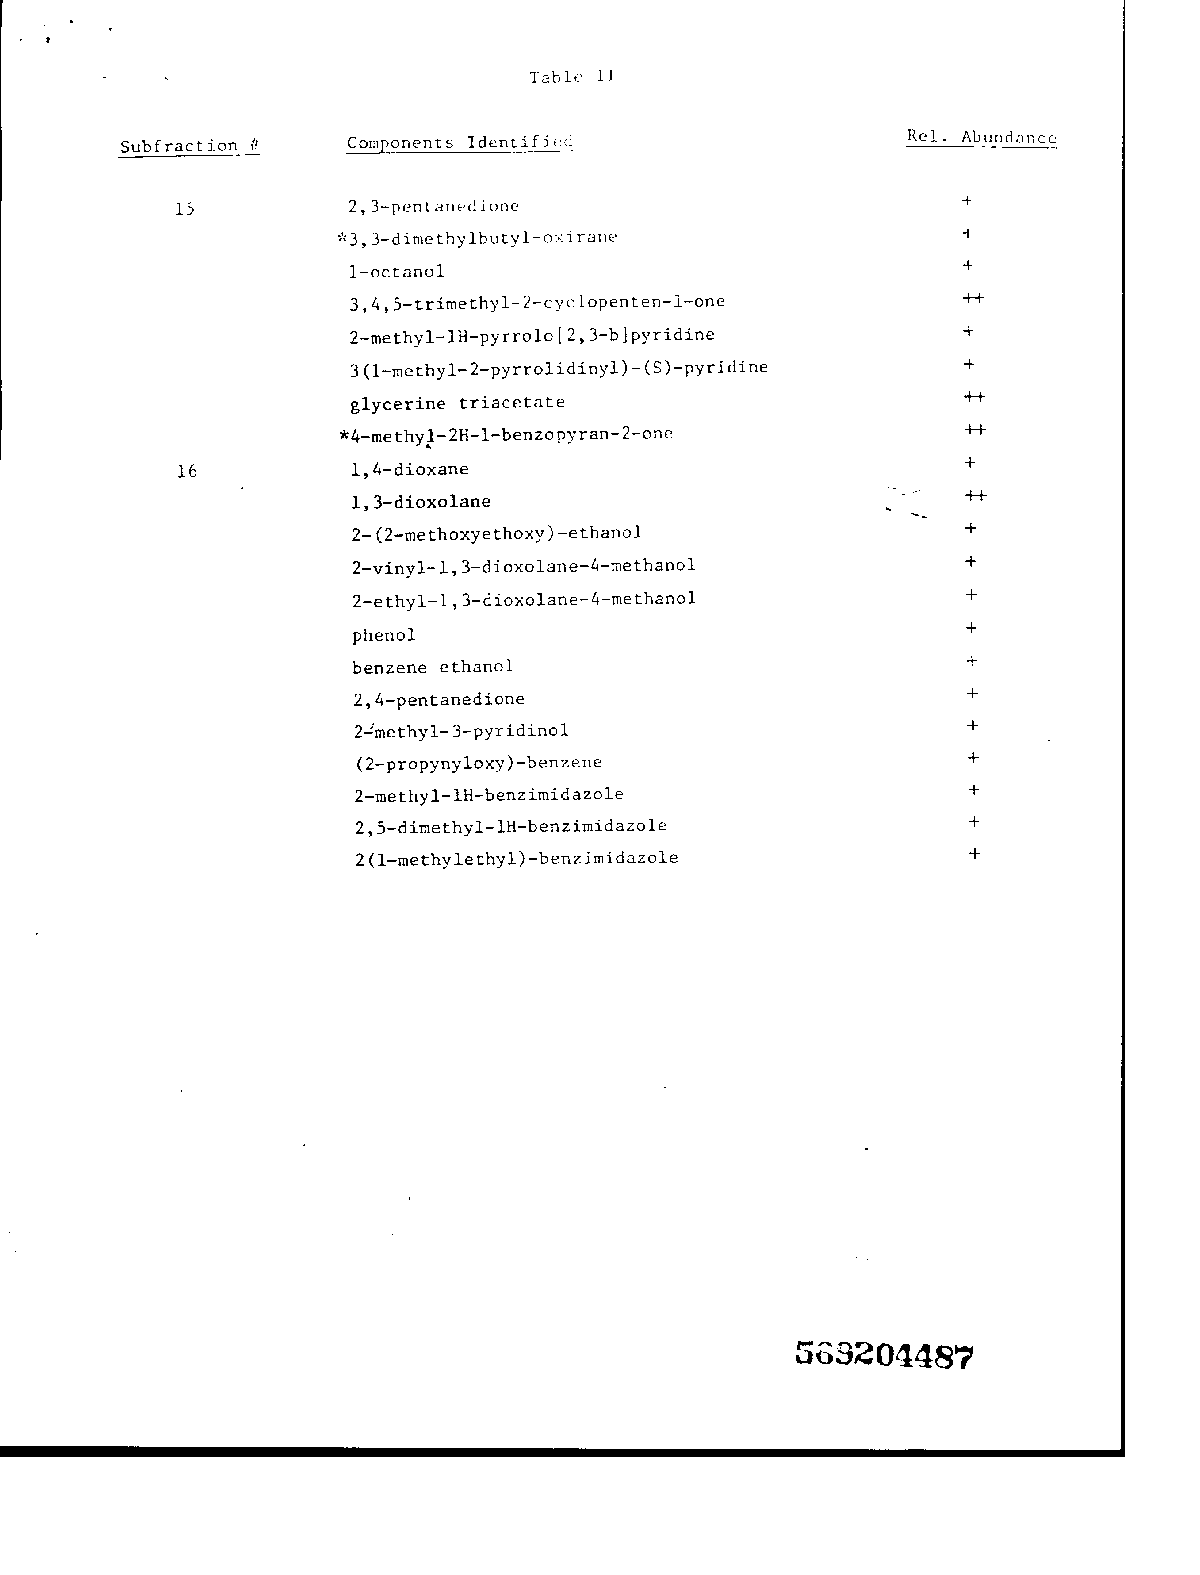 Table 11
Subfraction # Components Identified Rel. Abundance
15 2,3-pentanedione +
*3,3-dimethylbutyl-oxirane +
1-octanol +
3,4,5-trimethyl-2-cyclopenten-1-one ++
2-methyl-1H-pyrrolo[2,3-b]pyridine +
3(1-methyl-2-pyrrolidinyl)-(S)-pyridine +
glycerine triacetate ++
*4-methyl-2H-1-benzopyran-2-one ++
16 1,4-dioxane +
1,3-dioxolane ++
2-(2-methoxyethoxy)-ethanol +
2-vinyl-1,3-dioxolane-4-methanol +
2-ethyl-1,3-dioxolane-4-methanol +
phenol +
benzene ethanol +
2,4-pentanedione +
2-methyl-3-pyridinol +
(2-propynyloxy)-benzene +
2-methyl-1H-benzimidazole +
2,5-dimethyl-1H-benzimidazole +
2(1-methylethyl)-benzimidazole +
569204487